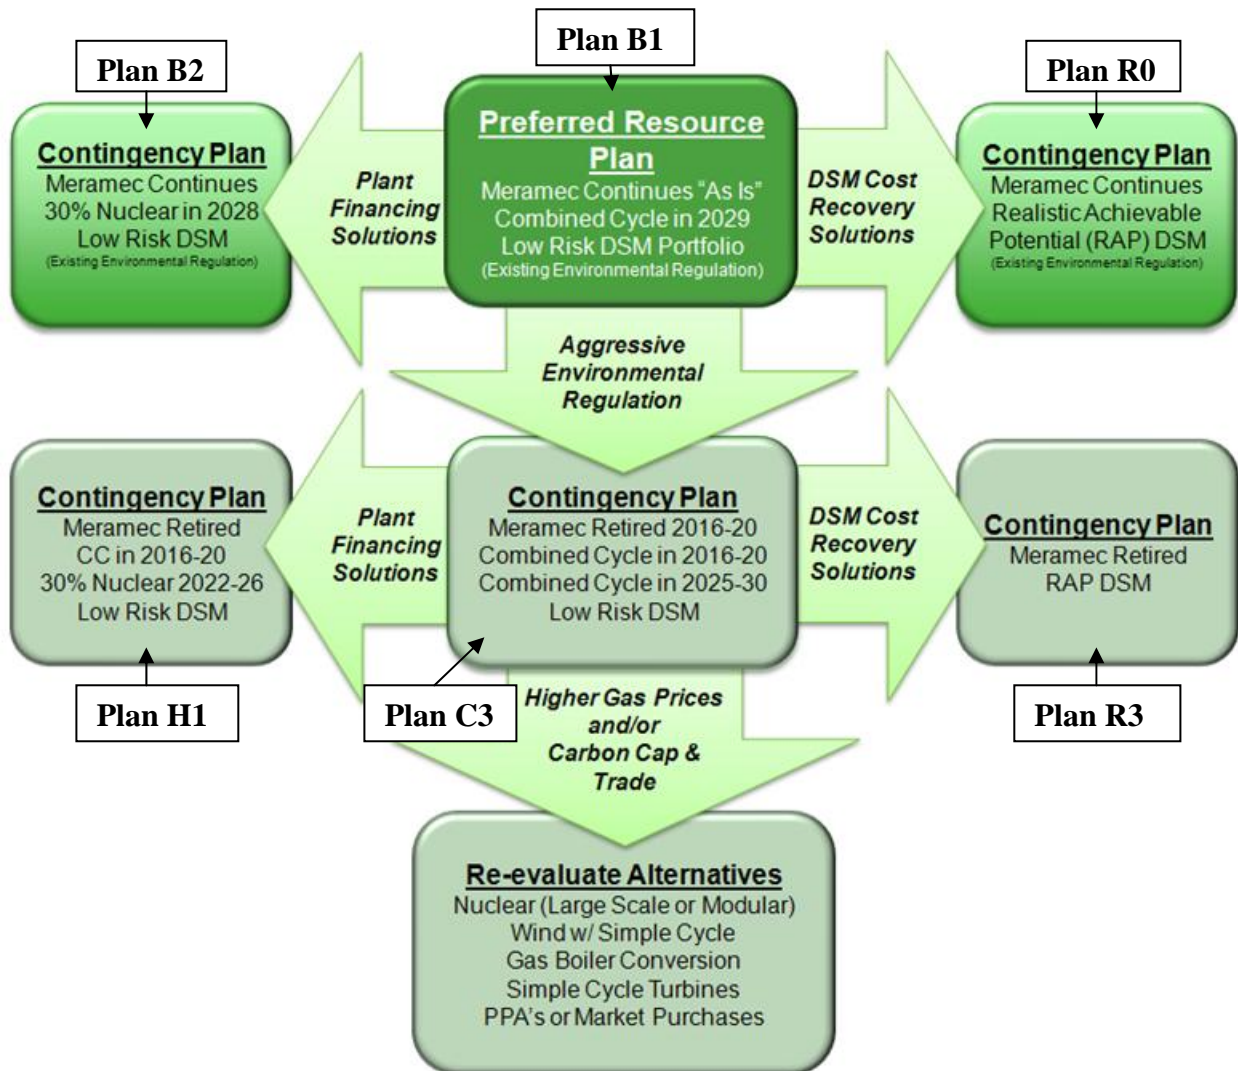 Plan B1
Plan B2
Plan R0
Contingency Plan
Meramec Continues
30% Nuclear in 2028
Low Risk DSM
(Existing Environmental Regulation)
Plant
Financing
Solutions
Preferred Resource
Plan
Meramec Continues "As Is"
Combined Cycle in 2029
Low Risk DSM Portfolio
(Existing Environmental Regulation)
DSM Cost
Recovery
Solutions
Contingency Plan
Meramec Continues
Realistic Achievable
Potential (RAP) DSM
(Existing Environmental Regulation)
Aggressive
Environmental
Regulation
Contingency Plan
Meramec Retired
CC in 2016-20
30% Nuclear 2022-26
Low Risk DSM
Plant
Financing
Solutions
Contingency Plan
Meramec Retired 2016-20
Combined Cycle in 2016-20
Combined Cycle in 2025-30
Low Risk DSM
DSM Cost
Recovery
Solutions
Contingency Plan
Meramec Retired
RAP DSM
Plan H1
Plan C3
Higher Gas Prices
and/or
Carbon Cap &
Trade
Plan R3
Re-evaluate Alternatives
Nuclear (Large Scale or Modular)
Wind w/ Simple Cycle
Gas Boiler Conversion
Simple Cycle Turbines
PPA's or Market Purchases